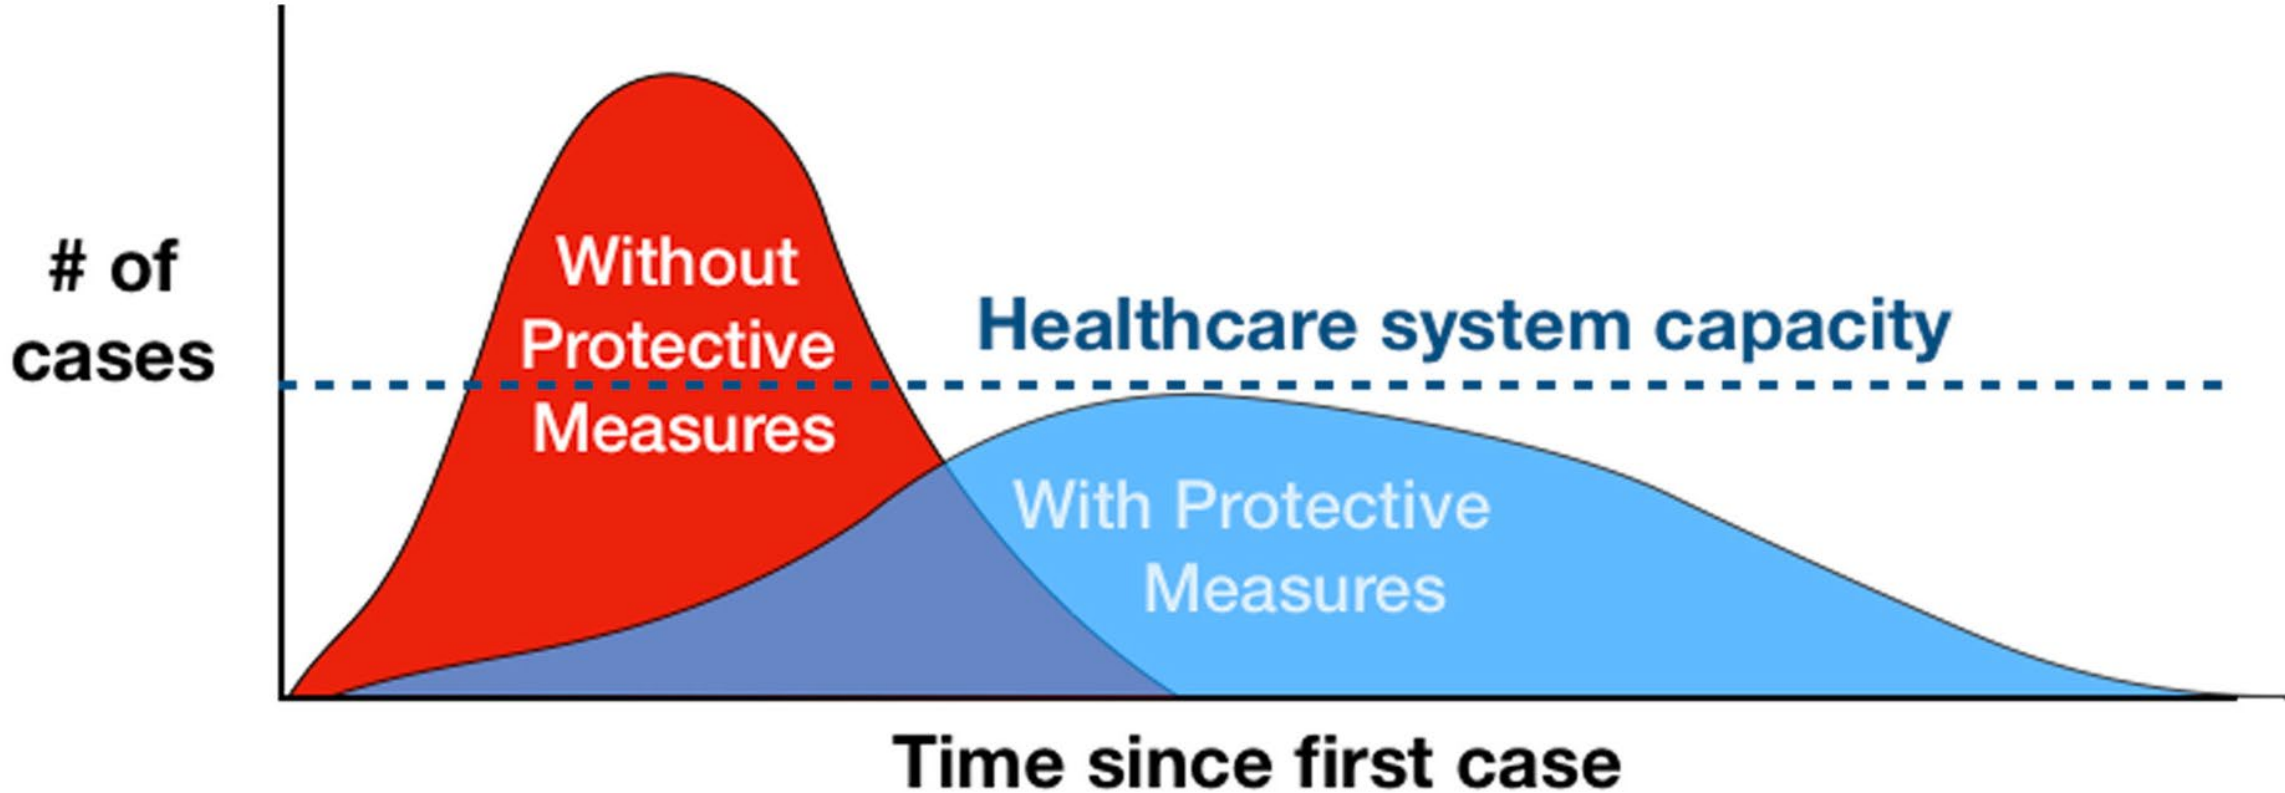 # of
cases
Without
Protective
Measures
Healthcare system capacity
With Protective
Measures
Time since first case